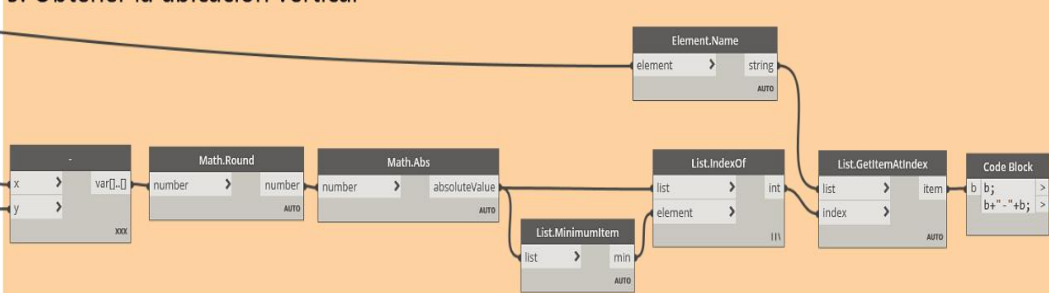 Element.Name
element > string
AUTO
-
x > var[]..[]
y >
xxx
Math.Round
number > number
AUTO
Math.Abs
number > absoluteValue
AUTO
List.MinimumItem
list > min
AUTO
List.IndexOf
list > int
element >
List.GetItemAtIndex
list > item
index >
AUTO
Code Block
b b; >
b+"-"+b; >